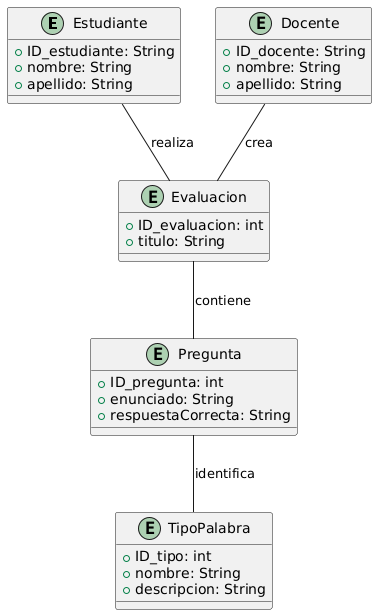 E Estudiante
ID_estudiante: String
nombre: String
apellido: String
E Docente
ID_docente: String
nombre: String
apellido: String
realiza
crea
E Evaluacion
ID_evaluacion: int
titulo: String
contiene
E Pregunta
ID_pregunta: int
enunciado: String
respuestaCorrecta: String
identifica
E TipoPalabra
ID_tipo: int
nombre: String
descripcion: String